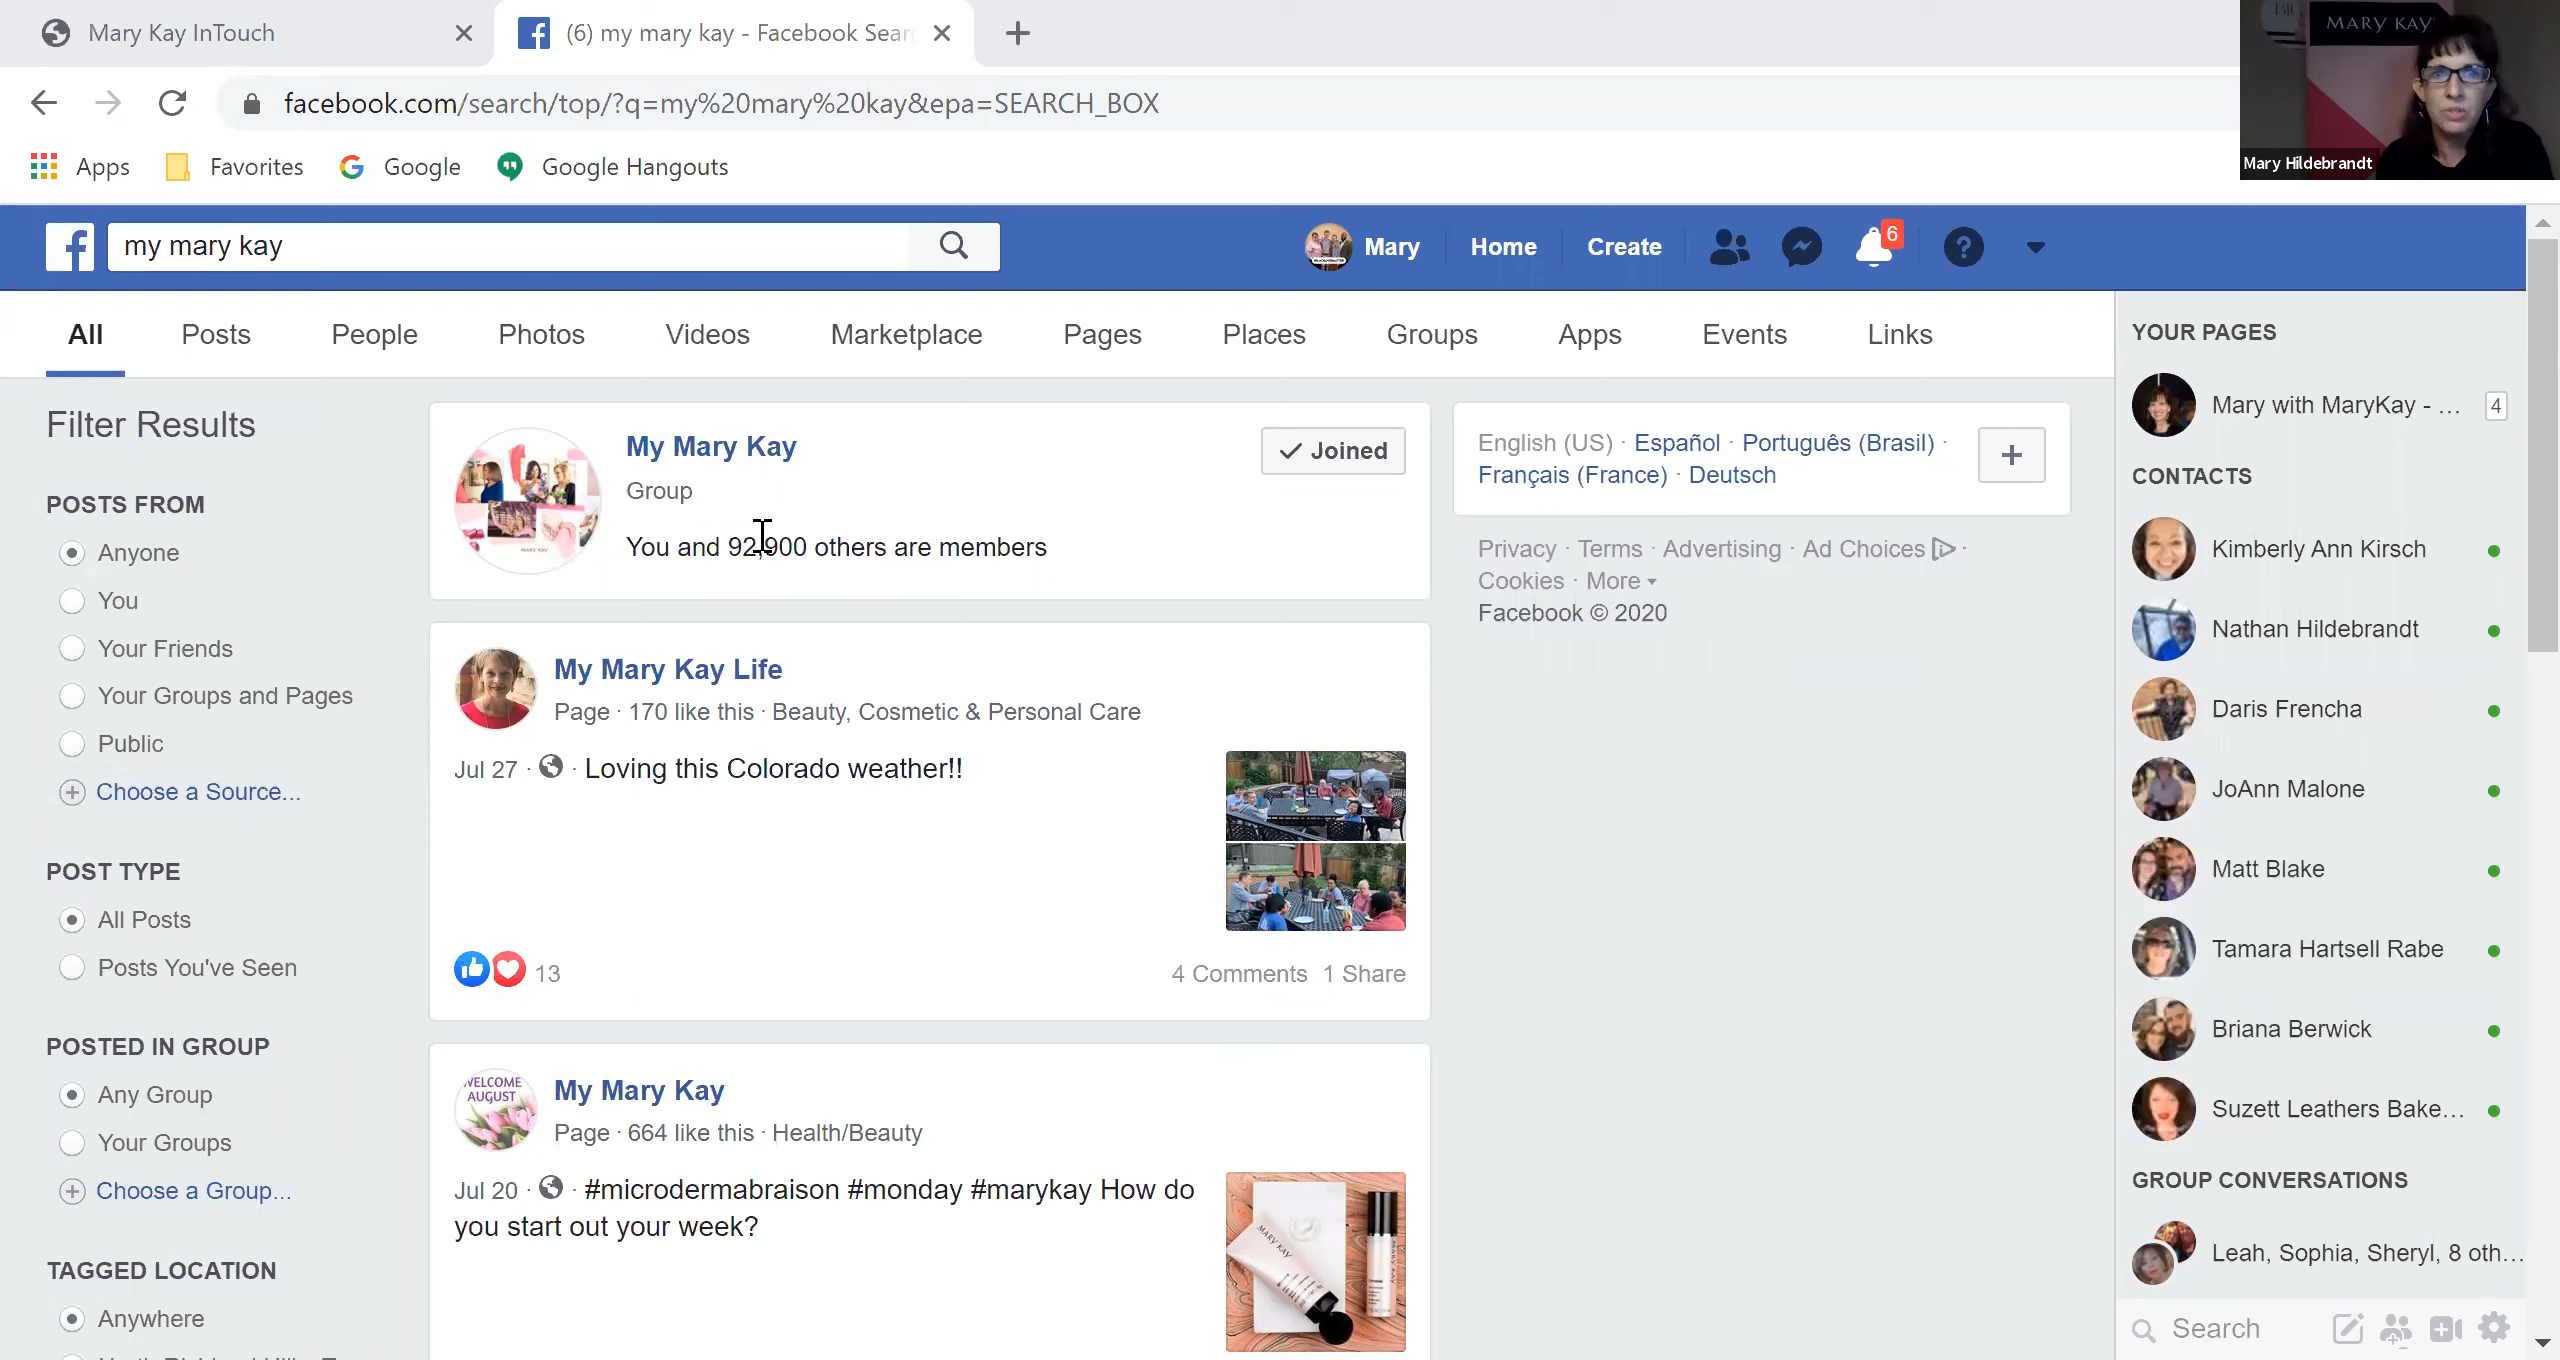 Mary Kay InTouch
(6) my mary kay - Facebook Sear
facebook.com/search/top/?q=my%20mary%20kay&epa=SEARCH_BOX
Apps Favorites Google Google Hangouts
MARY KAY
Mary Hildebrandt
my mary kay
Mary Home Create 6
All Posts People Photos Videos Marketplace Pages Places Groups Apps Events Links
Filter Results
POSTS FROM
Anyone
You
Your Friends
Your Groups and Pages
Public
Choose a Source...
POST TYPE
All Posts
Posts You've Seen
POSTED IN GROUP
Any Group
Your Groups
Choose a Group...
TAGGED LOCATION
Anywhere
My Mary Kay
Joined
Group
You and 92,900 others are members
MARY KAY
My Mary Kay Life
Page · 170 like this · Beauty, Cosmetic & Personal Care
Jul 27 · Loving this Colorado weather!!
13
4 Comments 1 Share
WELCOME
AUGUST
My Mary Kay
Page · 664 like this · Health/Beauty
Jul 20 · #microdermabraison #monday #marykay How do
you start out your week?
MARY KAY
English (US) · Español · Português (Brasil) ·
Français (France) · Deutsch
Privacy · Terms · Advertising · Ad Choices ·
Cookies · More
Facebook © 2020
YOUR PAGES
Mary with MaryKay - ... 4
CONTACTS
Kimberly Ann Kirsch
Nathan Hildebrandt
Daris Frencha
JoAnn Malone
Matt Blake
Tamara Hartsell Rabe
Briana Berwick
Suzett Leathers Bake...
GROUP CONVERSATIONS
Leah, Sophia, Sheryl, 8 oth...
Search